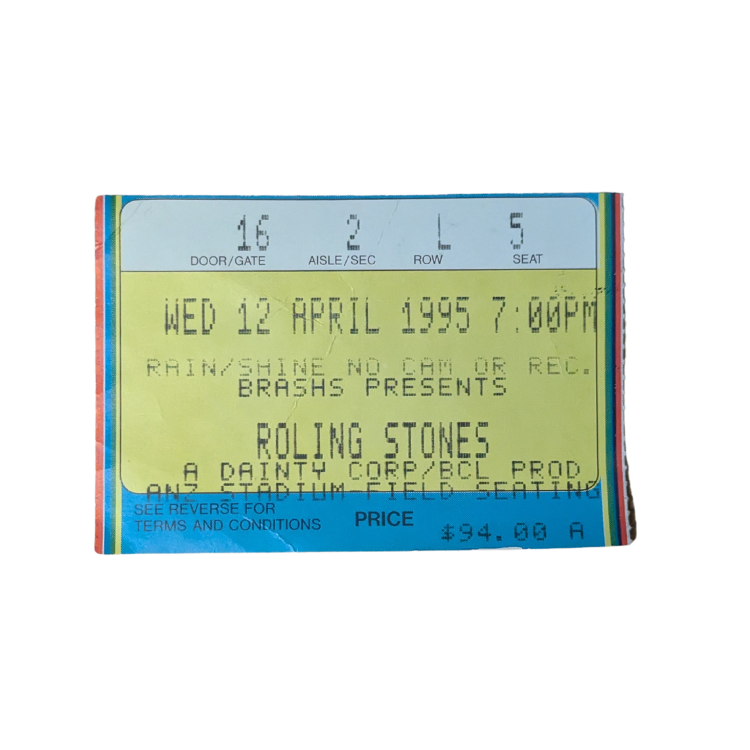 16 2 L 5
DOOR/GATE AISLE/SEC ROW SEAT
WED 12 APRIL 1995 7:00PM
RAIN/SHINE NO CAM OR REC.
BRASHS PRESENTS
ROLING STONES
A DAINTY CORP/BCL PROD
ANZ STADIUM FIELD SEATING
SEE REVERSE FOR
TERMS AND CONDITIONS PRICE
$94.00 A